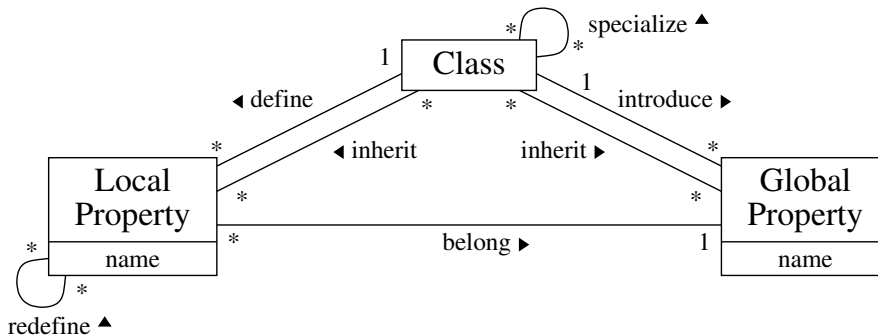 * specialize ▲
*
1 Class 1
◀ define * * introduce ▶
* ◀ inherit inherit ▶ *
Local Global
Property * * Property
* belong ▶ 1
* name name
*
redefine ▲